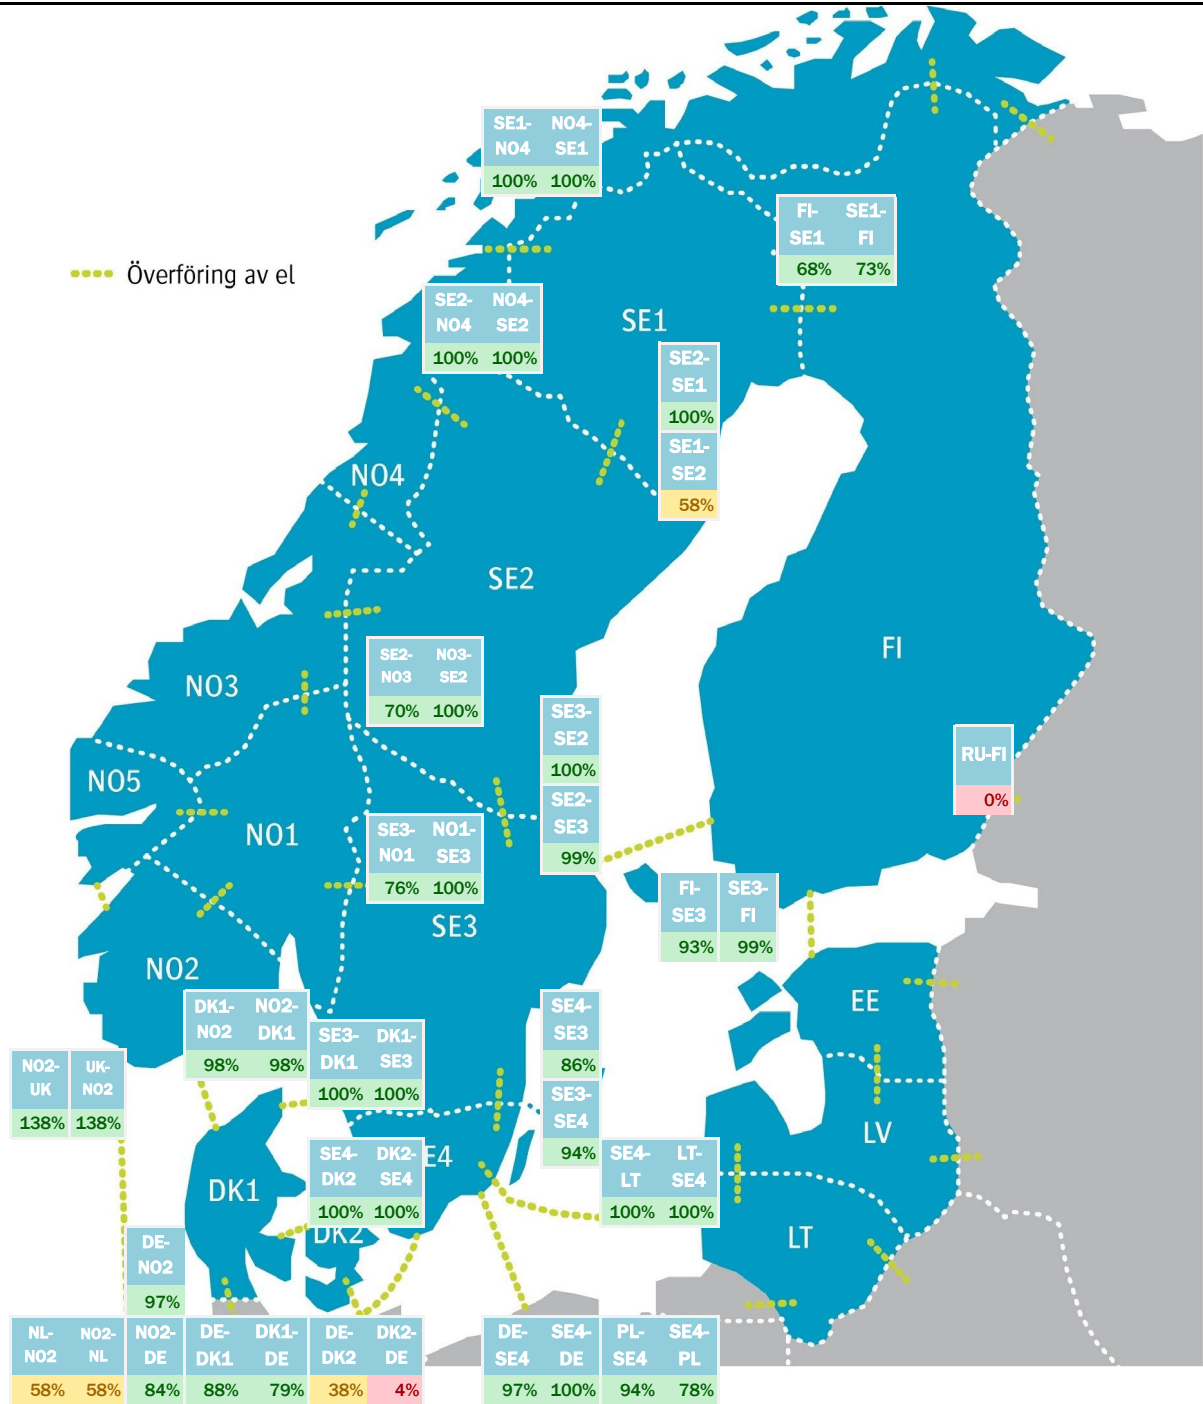 SE1- NO4-
NO4 SE1
100% 100%
FI- SE1-
SE1 FI
68% 73%
Överföring av el
SE2- NO4-
NO4 SE2
100% 100%
SE1
SE2-
SE1
100%
SE1-
SE2
58%
NO4
SE2
FI
SE2- NO3-
NO3 SE2
70% 100%
NO3
SE3-
SE2
100%
SE2-
SE3
99%
RU-FI
0%
NO5
NO1
SE3- NO1-
NO1 SE3
76% 100%
FI- SE3-
SE3 FI
93% 99%
SE3
NO2
EE
DK1- NO2-
NO2 DK1
98% 98%
SE3- DK1-
DK1 SE3
100% 100%
SE4-
SE3
86%
SE3-
SE4
94%
NO2- UK-
UK NO2
138% 138%
LV
SE4- DK2-
DK2 SE4
100% 100%
E4
SE4- LT-
LT SE4
100% 100%
DK1
DK2
LT
DE-
NO2
97%
NL- NO2- NO2- DE- DK1- DE- DK2-
NO2 NL DE DK1 DE DK2 DE
58% 58% 84% 88% 79% 38% 4%
DE- SE4- PL- SE4-
SE4 DE SE4 PL
97% 100% 94% 78%